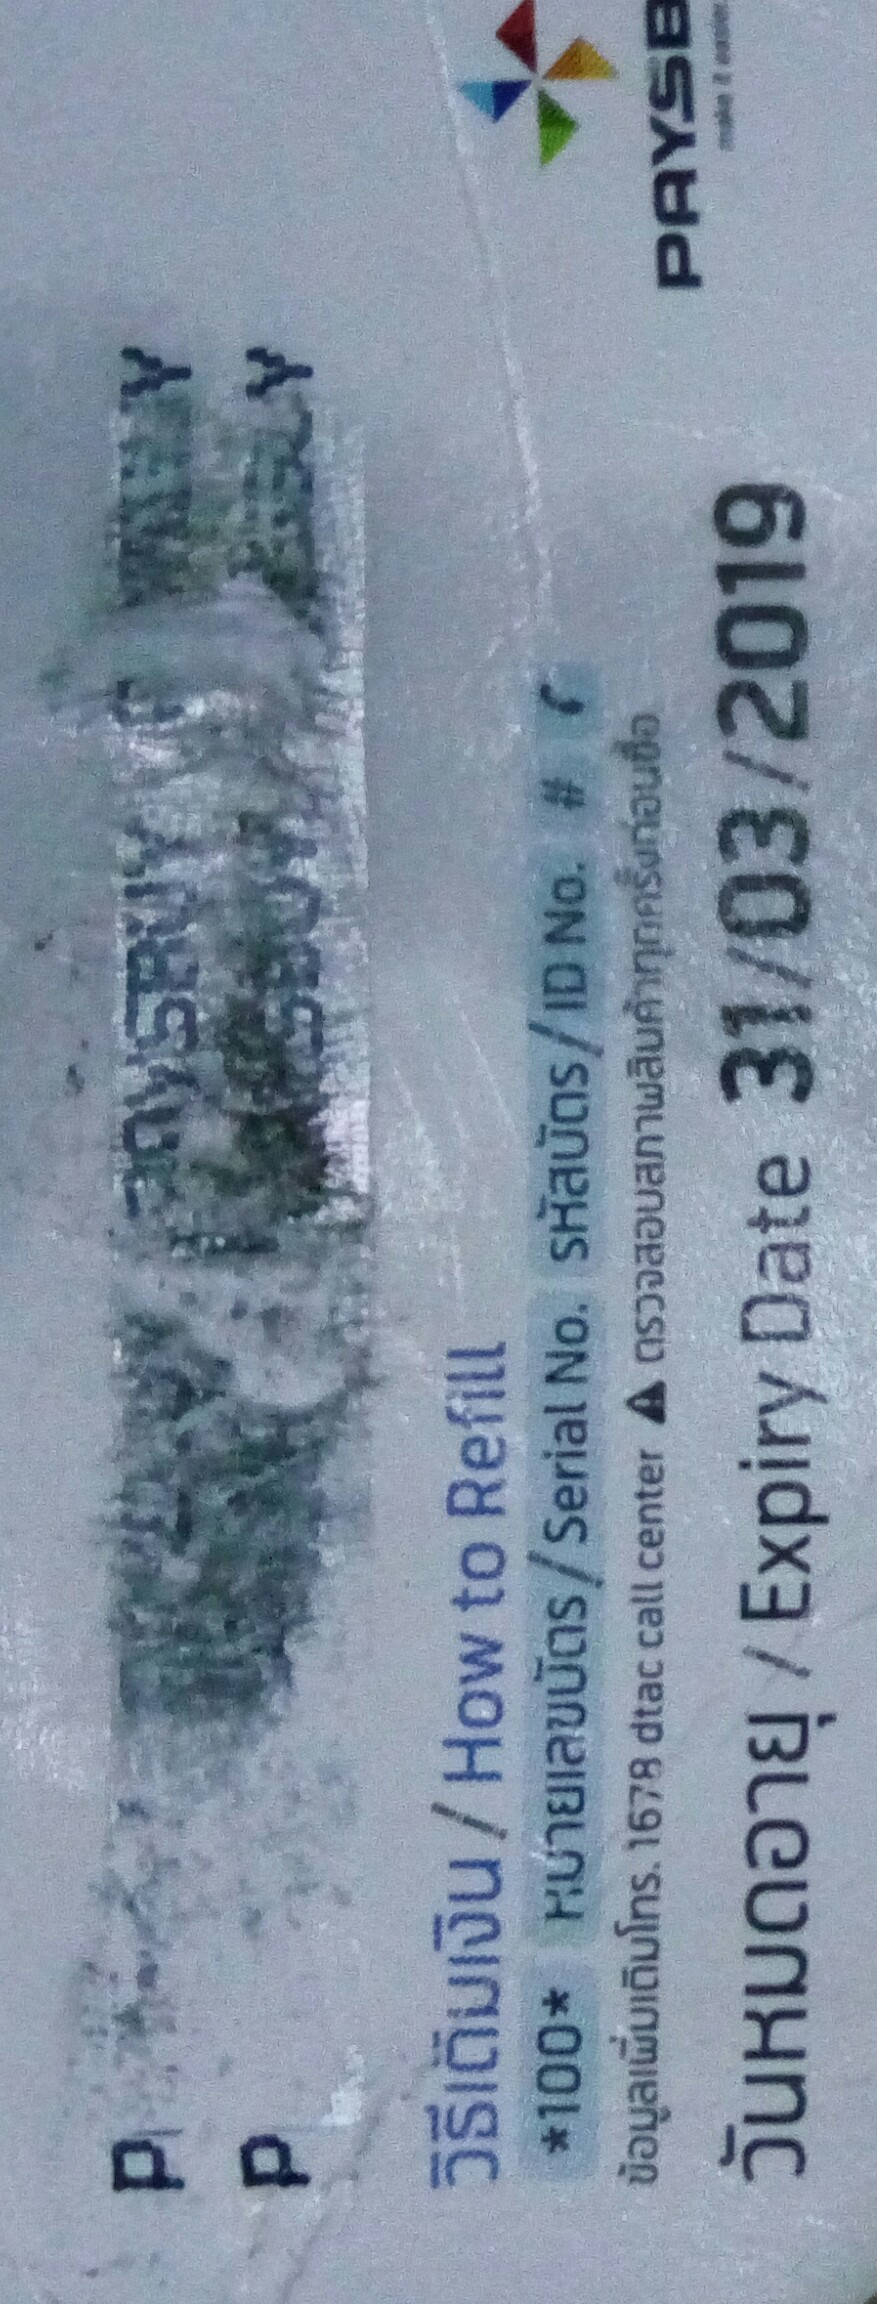 วิธีเติมเงิน / How to Refill
*100* หมายเลขบัตร / Serial No. รหัสบัตร / ID No. #
ข้อมูลเพิ่มเติมโทร. 1678 dtac call center ตรวจสอบสภาพสินค้าทุกครั้งก่อนซื้อ
PAYSB
make it easier
วันหมดอายุ / Expiry Date 31/03/2019